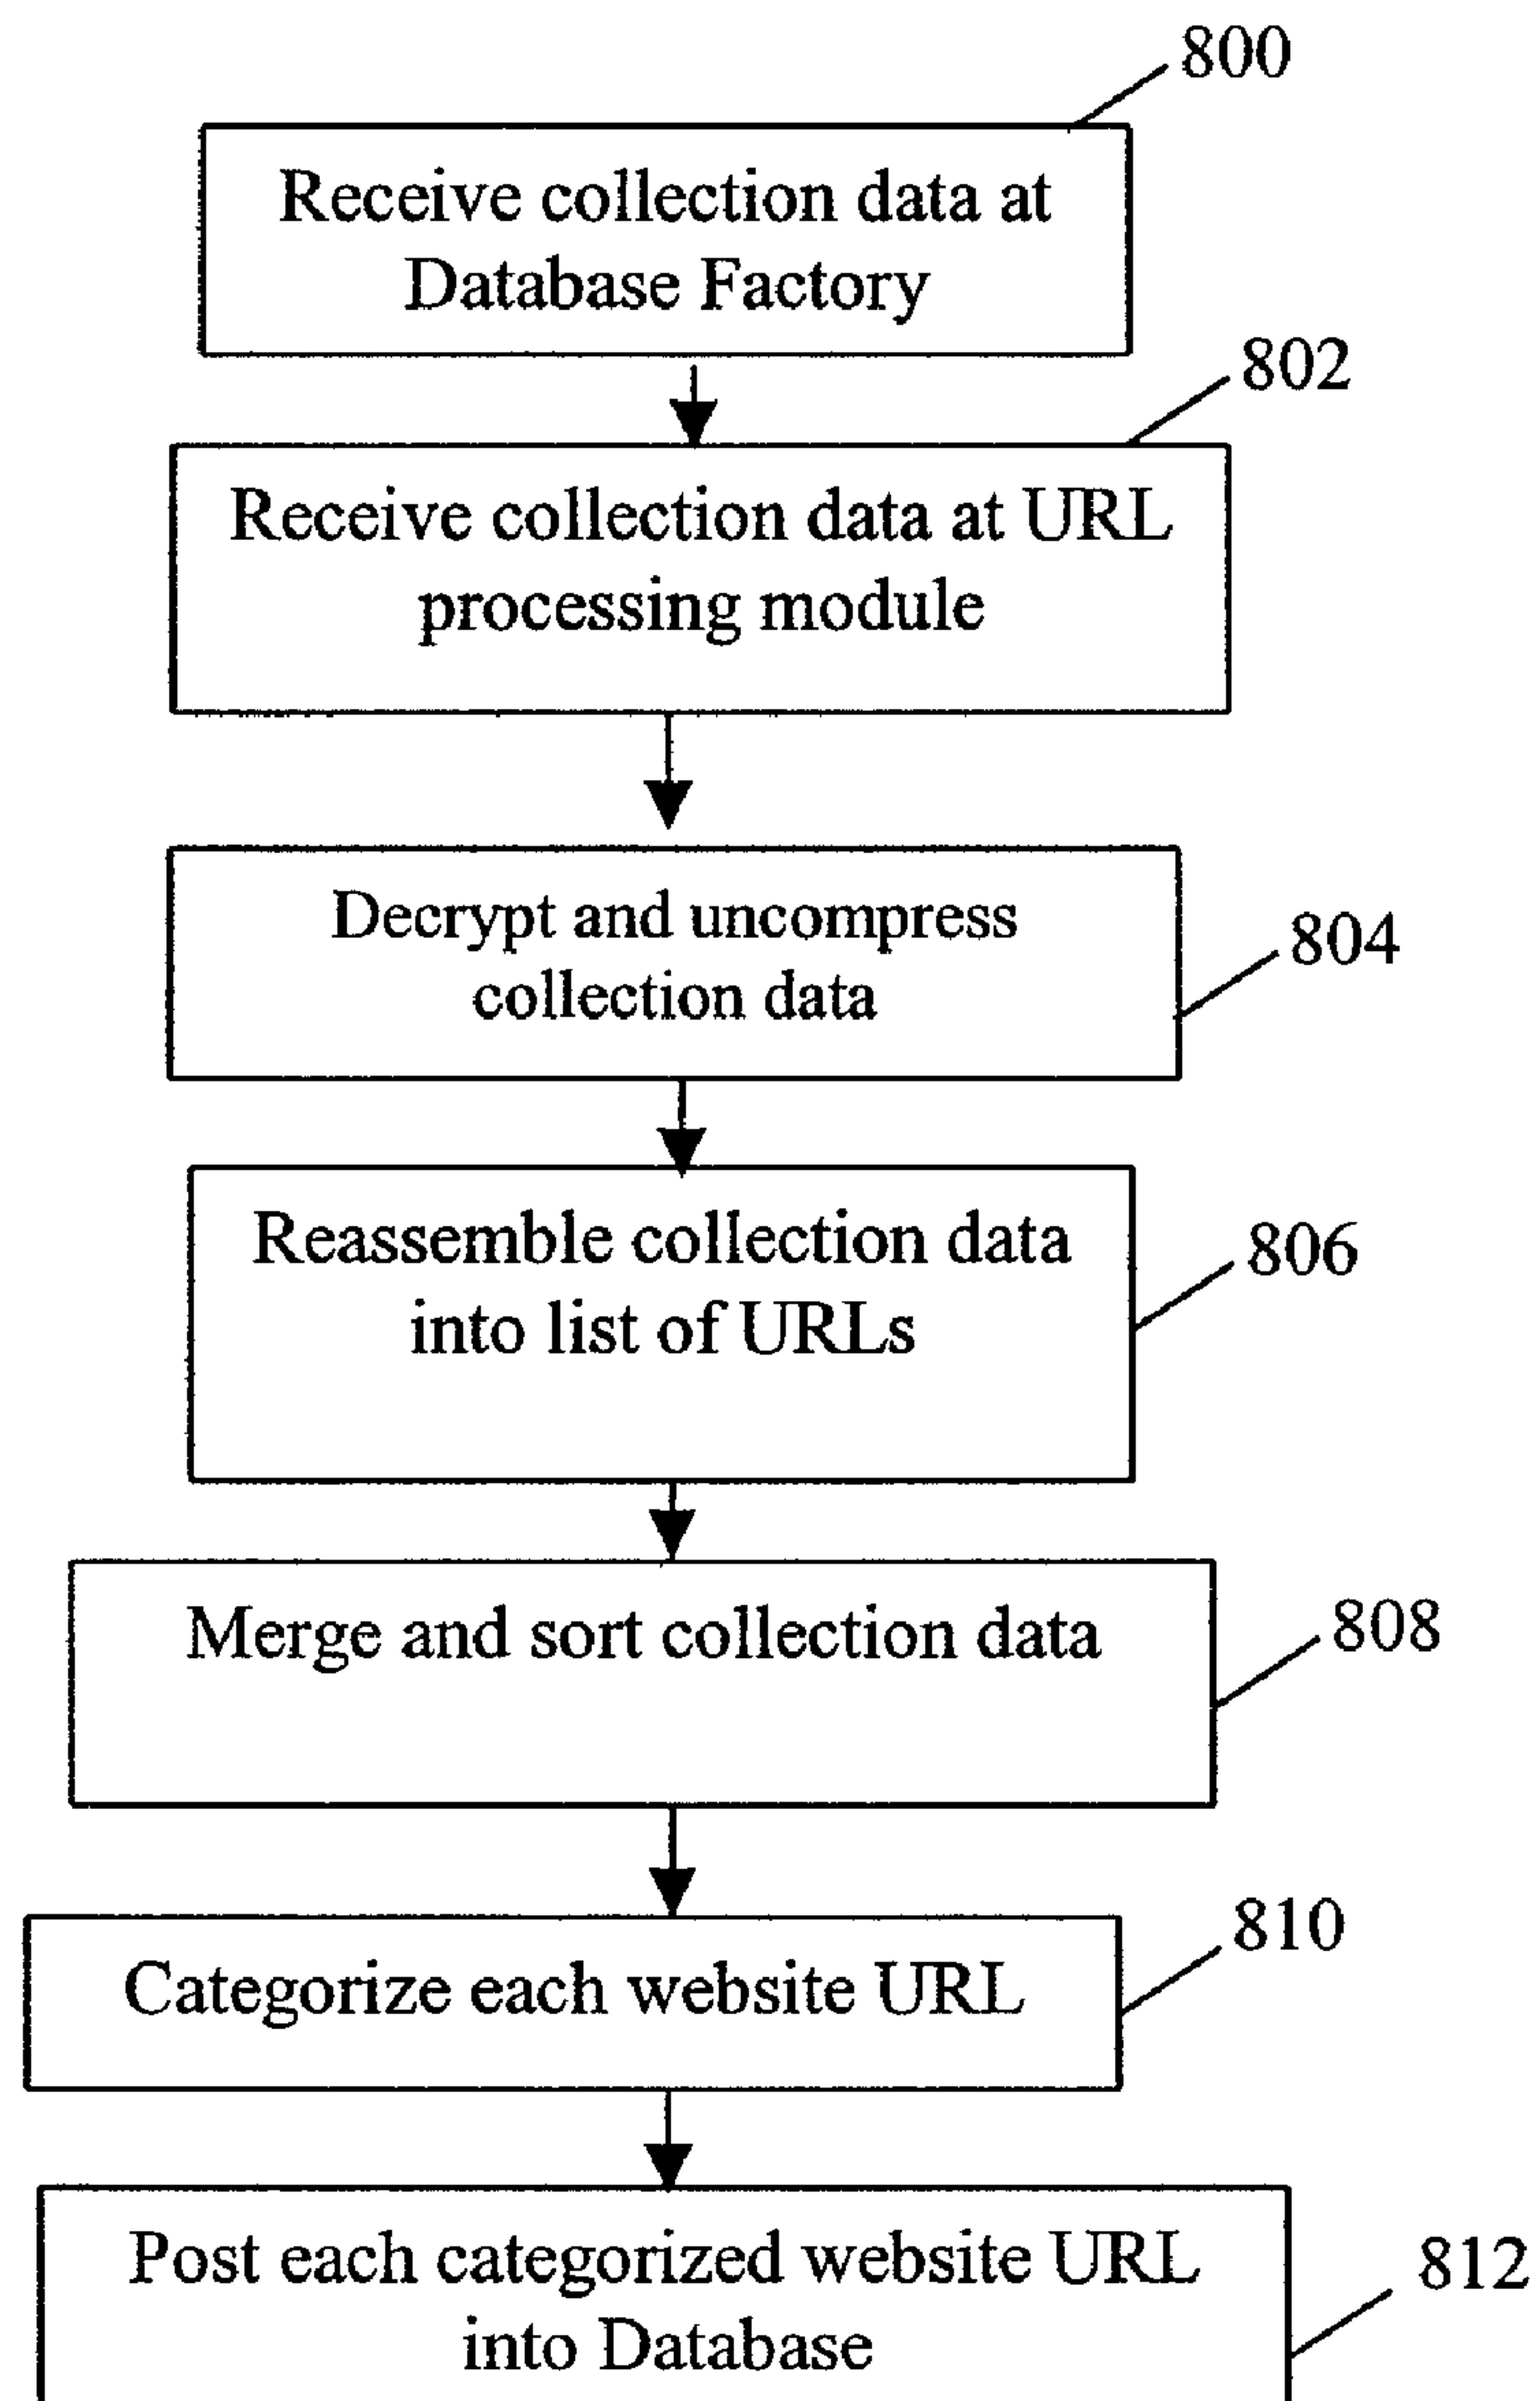 800
Receive collection data at
Database Factory
802
Receive collection data at URL
processing module
804
Decrypt and uncompress
collection data
806
Reassemble collection data
into list of URLs
808
Merge and sort collection data
810
Categorize each website URL
812
Post each categorized website URL
into Database